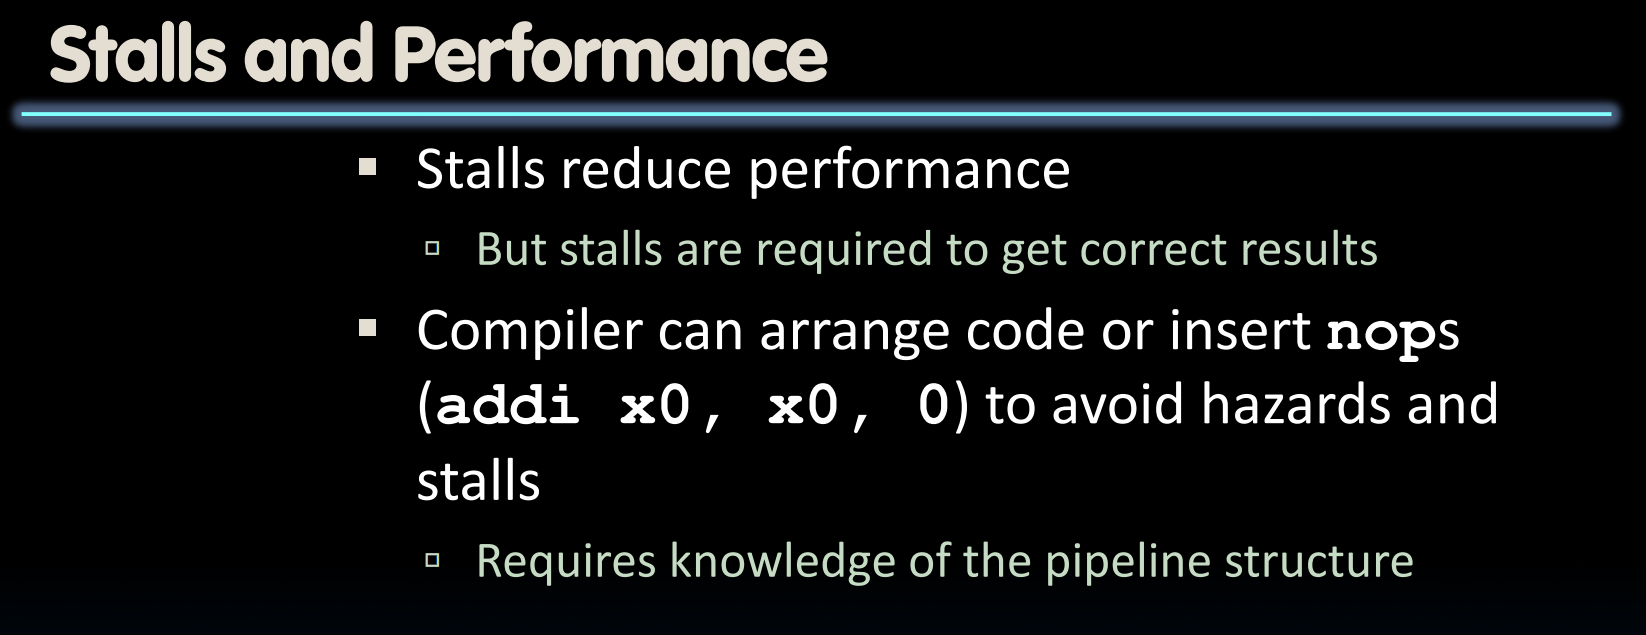 Stalls and Performance
Stalls reduce performance
But stalls are required to get correct results
Compiler can arrange code or insert nops
(addi x0, x0, 0) to avoid hazards and
stalls
Requires knowledge of the pipeline structure